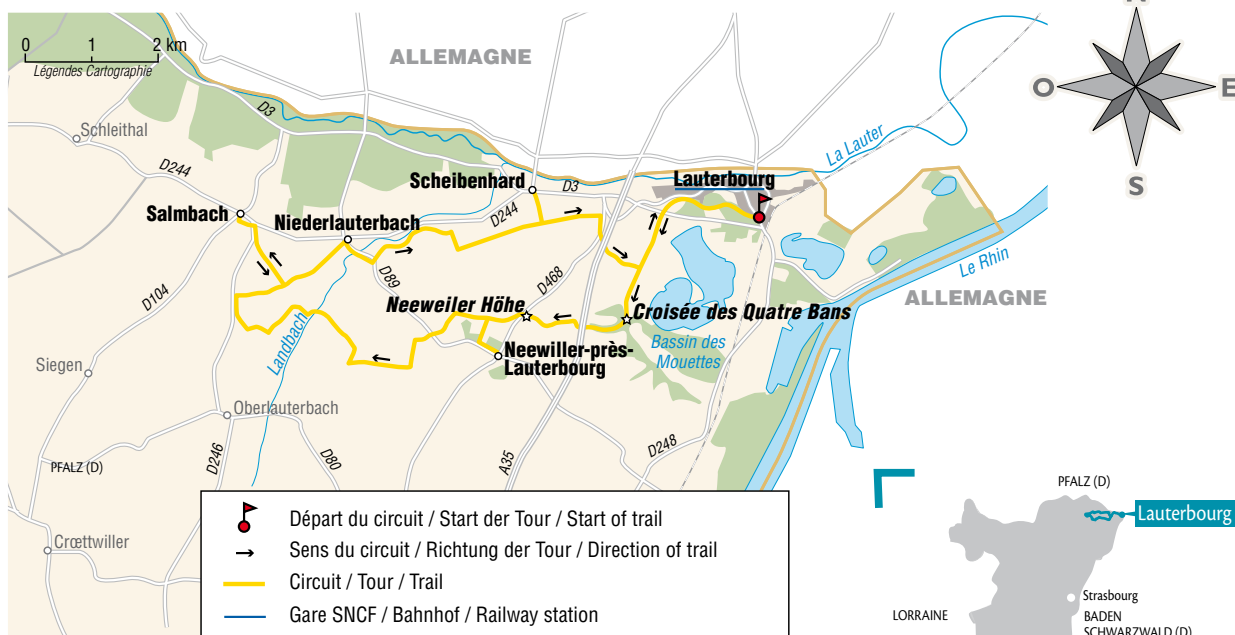 N
0 1 2 km
Légendes Cartographie
ALLEMAGNE
O
E
S
D3
Schleithal
La Lauter
D244
Scheibenhard
D3
Lauterbourg
Salmbach
Niederlauterbach
D244
Le Rhin
D89
D468
ALLEMAGNE
D104
Neeweiler Höhe
Croisée des Quatre Bans
Landbach
Bassin des
Mouettes
Neewiller-près-
Lauterbourg
Siegen
Oberlauterbach
D246
D80
A35
D248
PFALZ (D)
Crœttwiller
Départ du circuit / Start der Tour / Start of trail
Sens du circuit / Richtung der Tour / Direction of trail
Circuit / Tour / Trail
Gare SNCF / Bahnhof / Railway station
PFALZ (D)
Lauterbourg
Strasbourg
LORRAINE
BADEN
SCHWARZWALD (D)